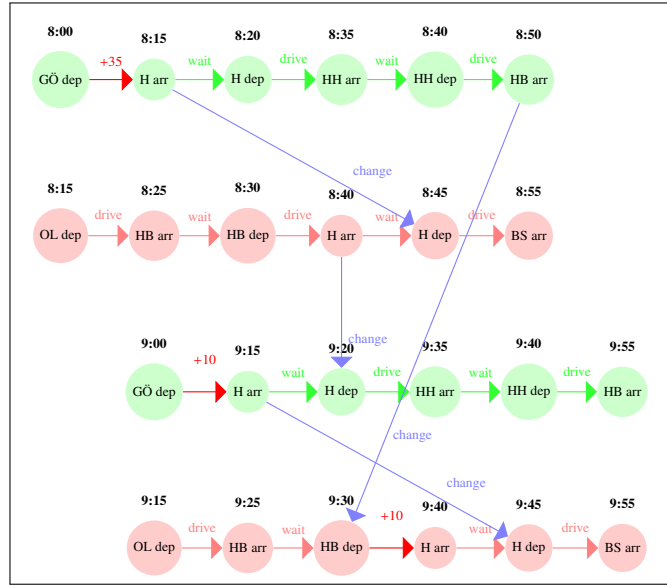 8:00 8:15 8:20 8:35 8:40 8:50
+35 wait drive wait drive
GÖ dep H arr H dep HH arr HH dep HB arr
change
8:15 8:25 8:30 8:40 8:45 8:55
drive wait drive wait drive
OL dep HB arr HB dep H arr H dep BS arr
change
9:00 9:15 9:20 9:35 9:40 9:55
+10 wait drive wait drive
GÖ dep H arr H dep HH arr HH dep HB arr
change
change
9:15 9:25 9:30 9:40 9:45 9:55
drive wait +10 wait drive
OL dep HB arr HB dep H arr H dep BS arr